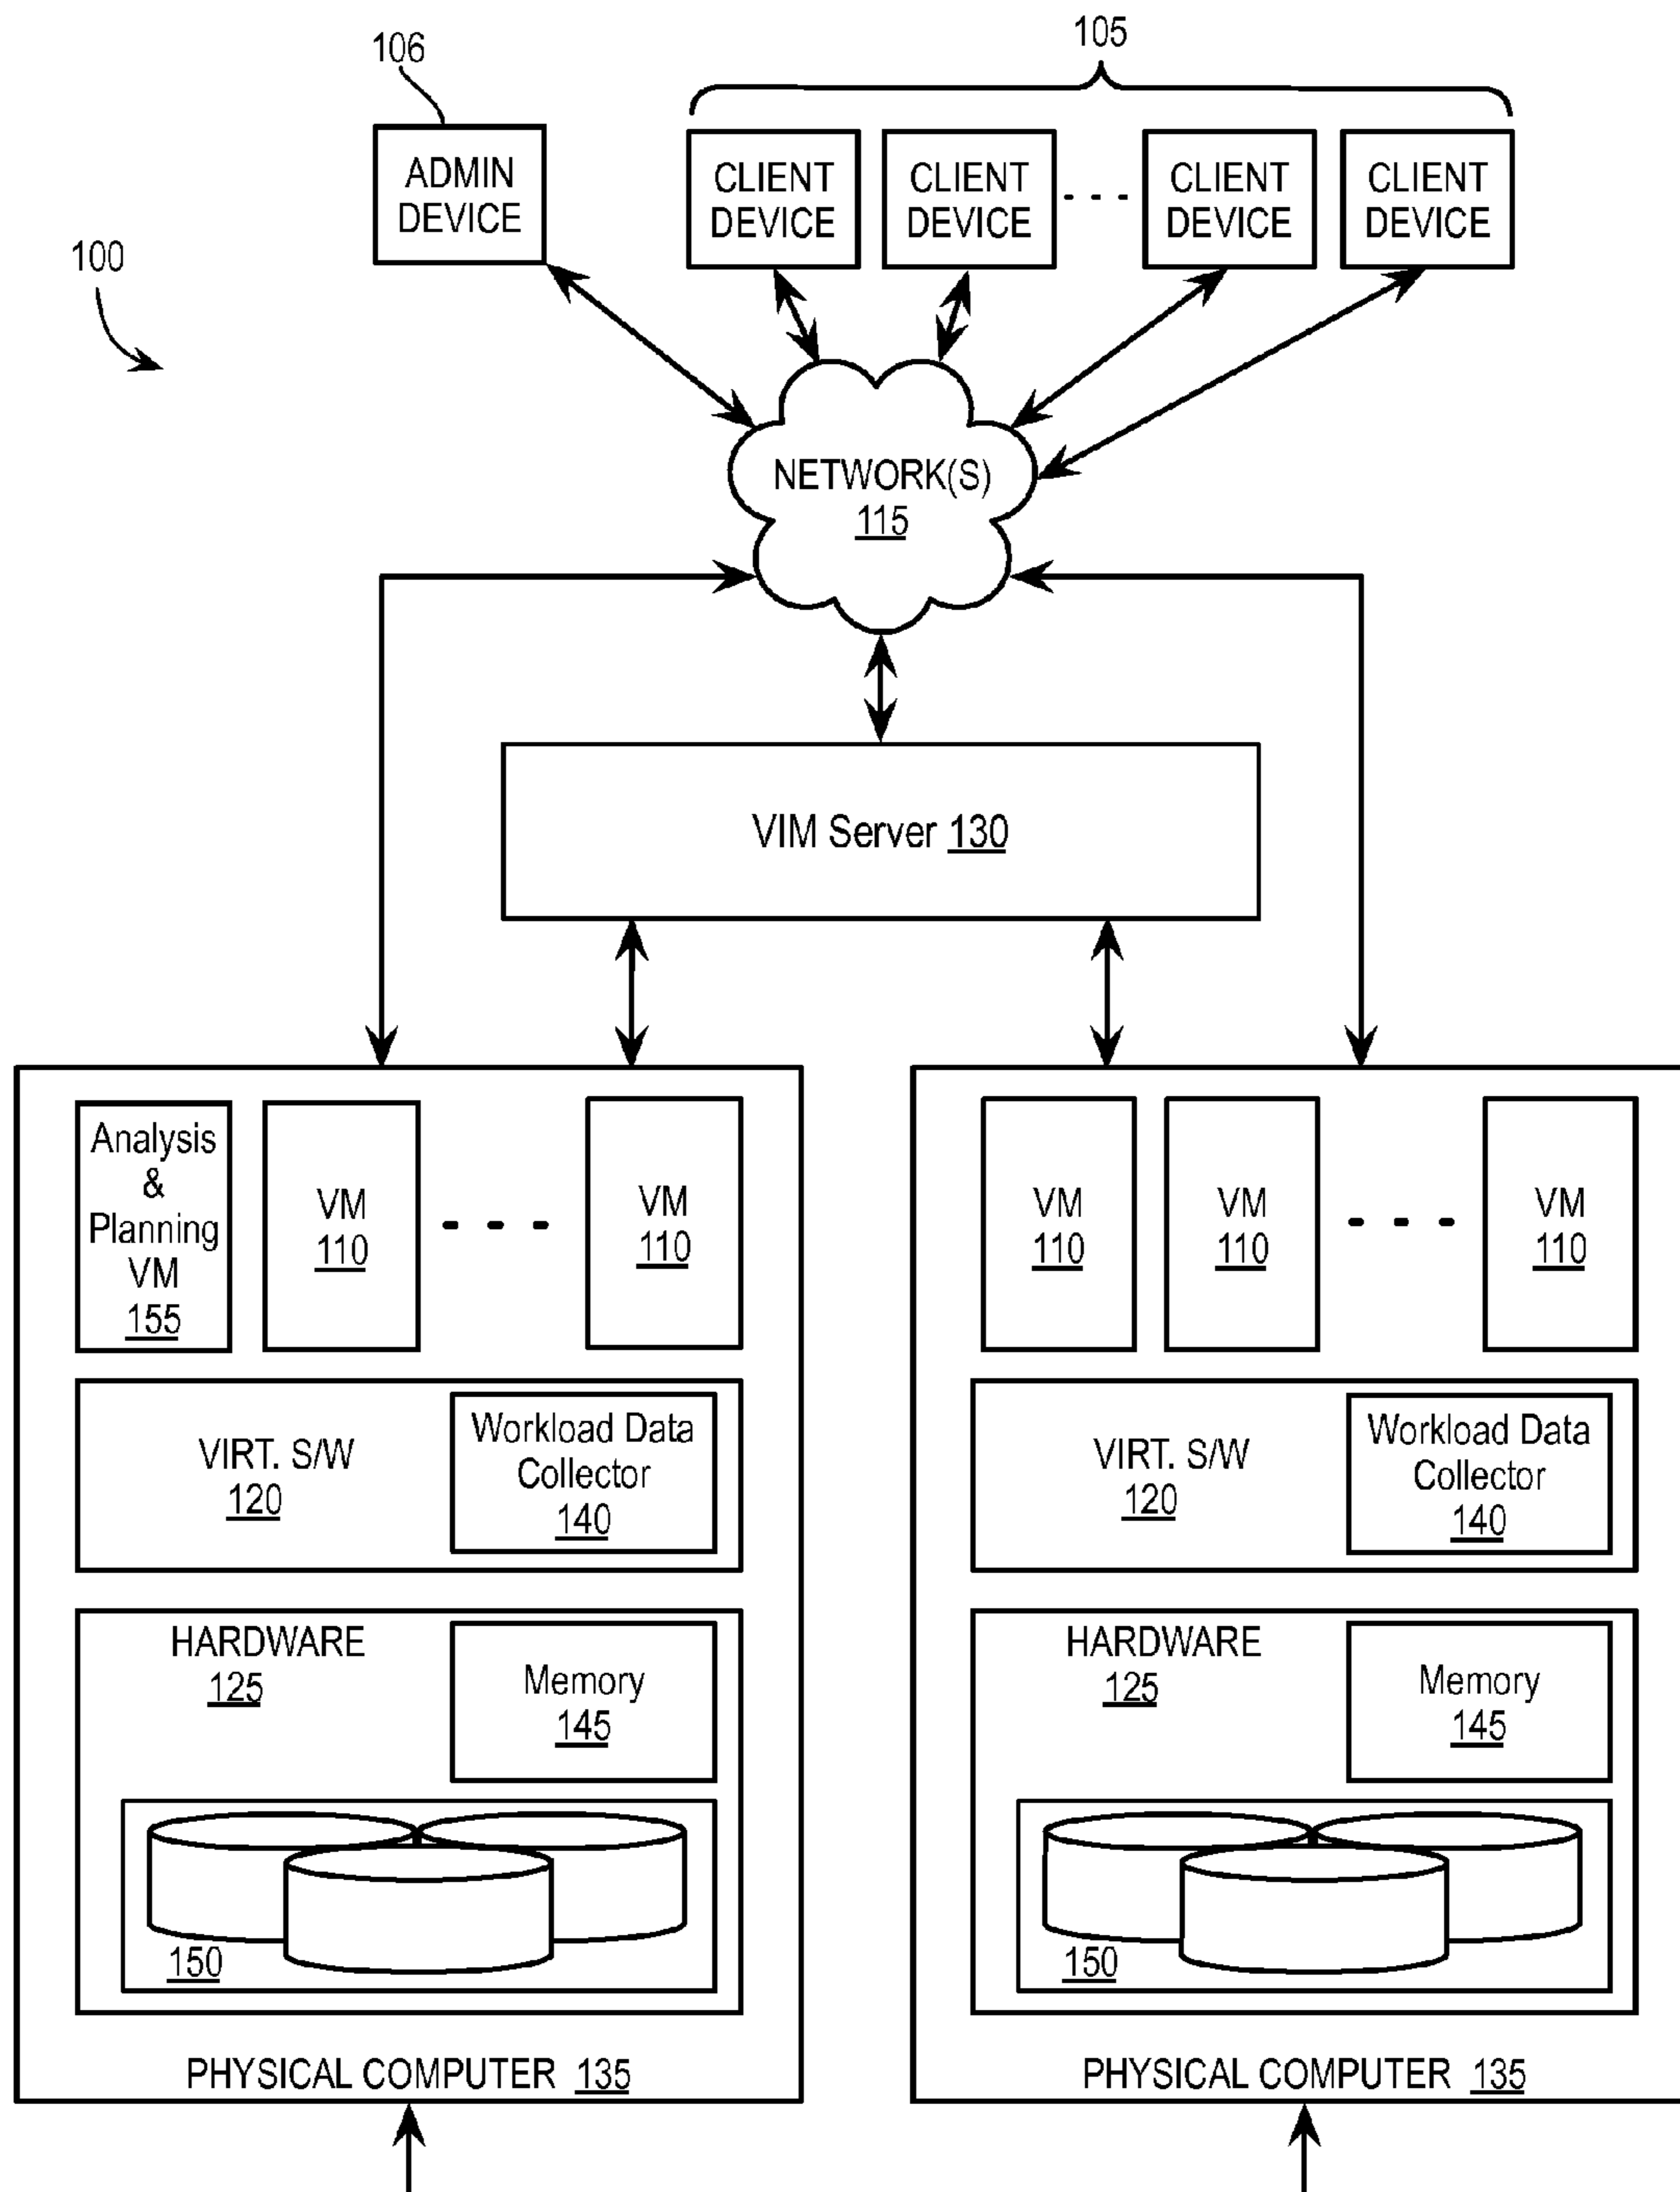 106
105
ADMIN
DEVICE
CLIENT
DEVICE
CLIENT
DEVICE
CLIENT
DEVICE
CLIENT
DEVICE
100
NETWORK(S)
115
VIM Server 130
Analysis
&
Planning
VM
155
VM
110
VM
110
VM
110
VM
110
VM
110
VIRT. S/W
120
Workload Data
Collector
140
VIRT. S/W
120
Workload Data
Collector
140
HARDWARE
125
Memory
145
HARDWARE
125
Memory
145
150
150
PHYSICAL COMPUTER 135
PHYSICAL COMPUTER 135